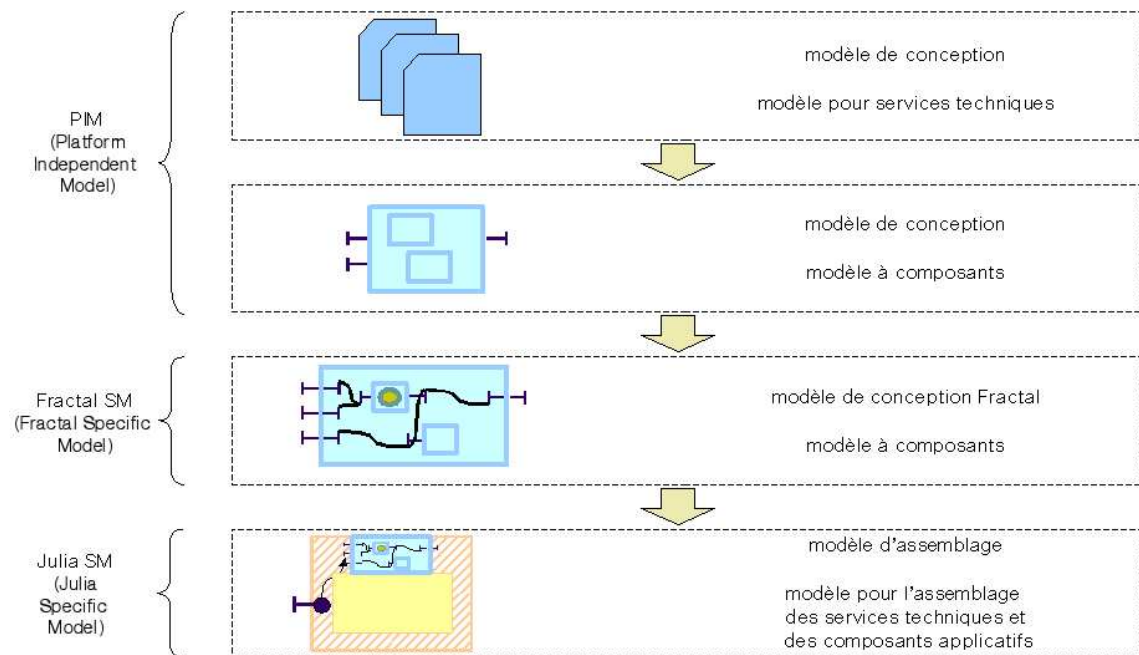 PIM
(Platform
Independent
Model)
modèle de conception
modèle pour services techniques
modèle de conception
modèle à composants
Fractal SM
(Fractal Specific
Model)
modèle de conception Fractal
modèle à composants
Julia SM
(Julia
Specific
Model)
modèle d'assemblage
modèle pour l'assemblage
des services techniques et
des composants applicatifs